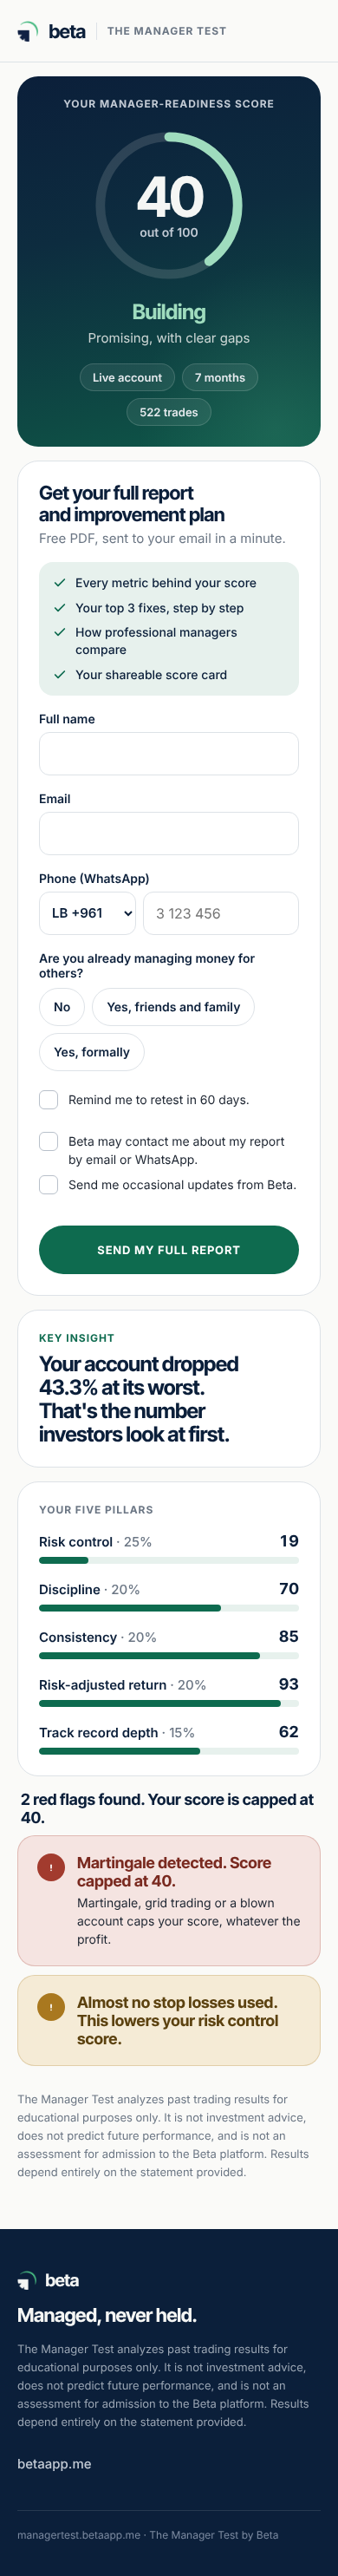 beta THE MANAGER TEST
YOUR MANAGER-READINESS SCORE
40
out of 100
Building
Promising, with clear gaps
Live account 7 months
522 trades
Get your full report
and improvement plan
Free PDF, sent to your email in a minute.
Every metric behind your score
Your top 3 fixes, step by step
How professional managers
compare
Your shareable score card
Full name
Email
Phone (WhatsApp)
LB +961 3 123 456
Are you already managing money for
others?
No Yes, friends and family
Yes, formally
Remind me to retest in 60 days.
Beta may contact me about my report
by email or WhatsApp.
Send me occasional updates from Beta.
SEND MY FULL REPORT
KEY INSIGHT
Your account dropped
43.3% at its worst.
That's the number
investors look at first.
YOUR FIVE PILLARS
Risk control · 25% 19
Discipline · 20% 70
Consistency · 20% 85
Risk-adjusted return · 20% 93
Track record depth · 15% 62
2 red flags found. Your score is capped at
40.
! Martingale detected. Score
capped at 40.
Martingale, grid trading or a blown
account caps your score, whatever the
profit.
! Almost no stop losses used.
This lowers your risk control
score.
The Manager Test analyzes past trading results for
educational purposes only. It is not investment advice,
does not predict future performance, and is not an
assessment for admission to the Beta platform. Results
depend entirely on the statement provided.
beta
Managed, never held.
The Manager Test analyzes past trading results for
educational purposes only. It is not investment advice,
does not predict future performance, and is not an
assessment for admission to the Beta platform. Results
depend entirely on the statement provided.
betaapp.me
managertest.betaapp.me · The Manager Test by Beta